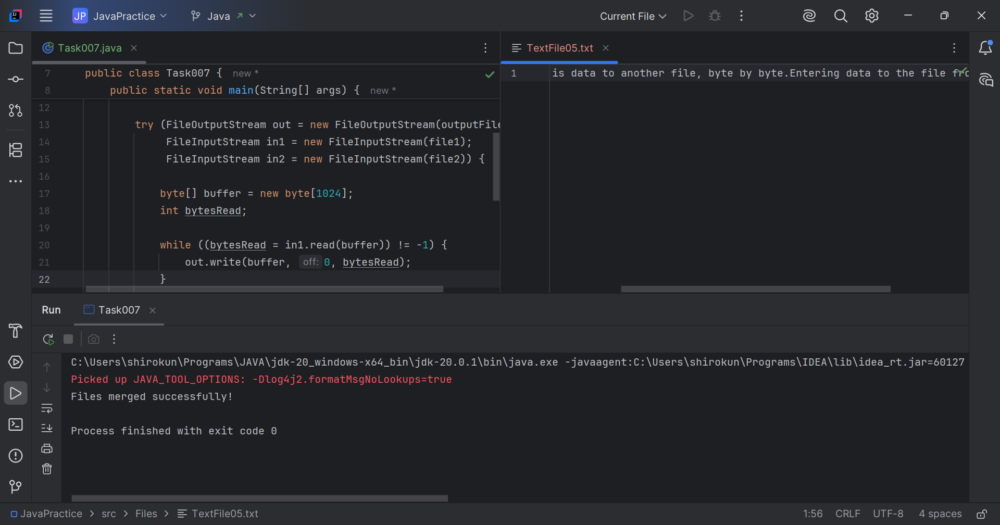 JP JavaPractice Java Current File
Task007.java
TextFile05.txt
7 public class Task007 { new *
8 public static void main(String[] args) { new *
12
13 try (FileOutputStream out = new FileOutputStream(outputFile
14 FileInputStream in1 = new FileInputStream(file1);
15 FileInputStream in2 = new FileInputStream(file2)) {
16
17 byte[] buffer = new byte[1024];
18 int bytesRead;
19
20 while ((bytesRead = in1.read(buffer)) != -1) {
21 out.write(buffer, off: 0, bytesRead);
22 }
1 is data to another file, byte by byte.Entering data to the file fro
Run Task007
C:\Users\shirokun\Programs\JAVA\jdk-20_windows-x64_bin\jdk-20.0.1\bin\java.exe -javaagent:C:\Users\shirokun\Programs\IDEA\lib\idea_rt.jar=60127
Picked up JAVA_TOOL_OPTIONS: -Dlog4j2.formatMsgNoLookups=true
Files merged successfully!
Process finished with exit code 0
JavaPractice > src > Files > TextFile05.txt 1:56 CRLF UTF-8 4 spaces